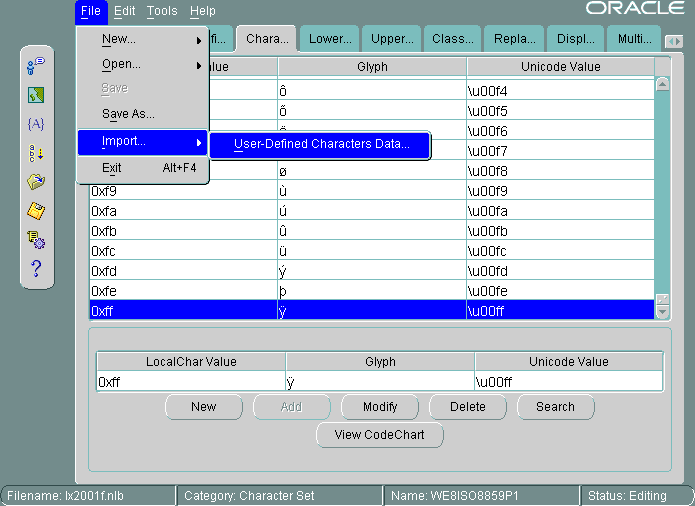 File Edit Tools Help ORACLE
fi... Chara... Lower... Upper... Class... Repla... Displ... Multi...
New...
Open...
Save
Save As...
Import... User-Defined Characters Data...
Exit Alt+F4
alue Glyph Unicode Value
ô \u00f4
õ \u00f5
\u00f6
\u00f7
ø \u00f8
0xf9 ù \u00f9
0xfa ú \u00fa
0xfb û \u00fb
0xfc ü \u00fc
0xfd ý \u00fd
0xfe þ \u00fe
0xff ÿ \u00ff
LocalChar Value Glyph Unicode Value
0xff ÿ \u00ff
New Add Modify Delete Search
View CodeChart
Filename: lx2001f.nlb Category: Character Set Name: WE8ISO8859P1 Status: Editing